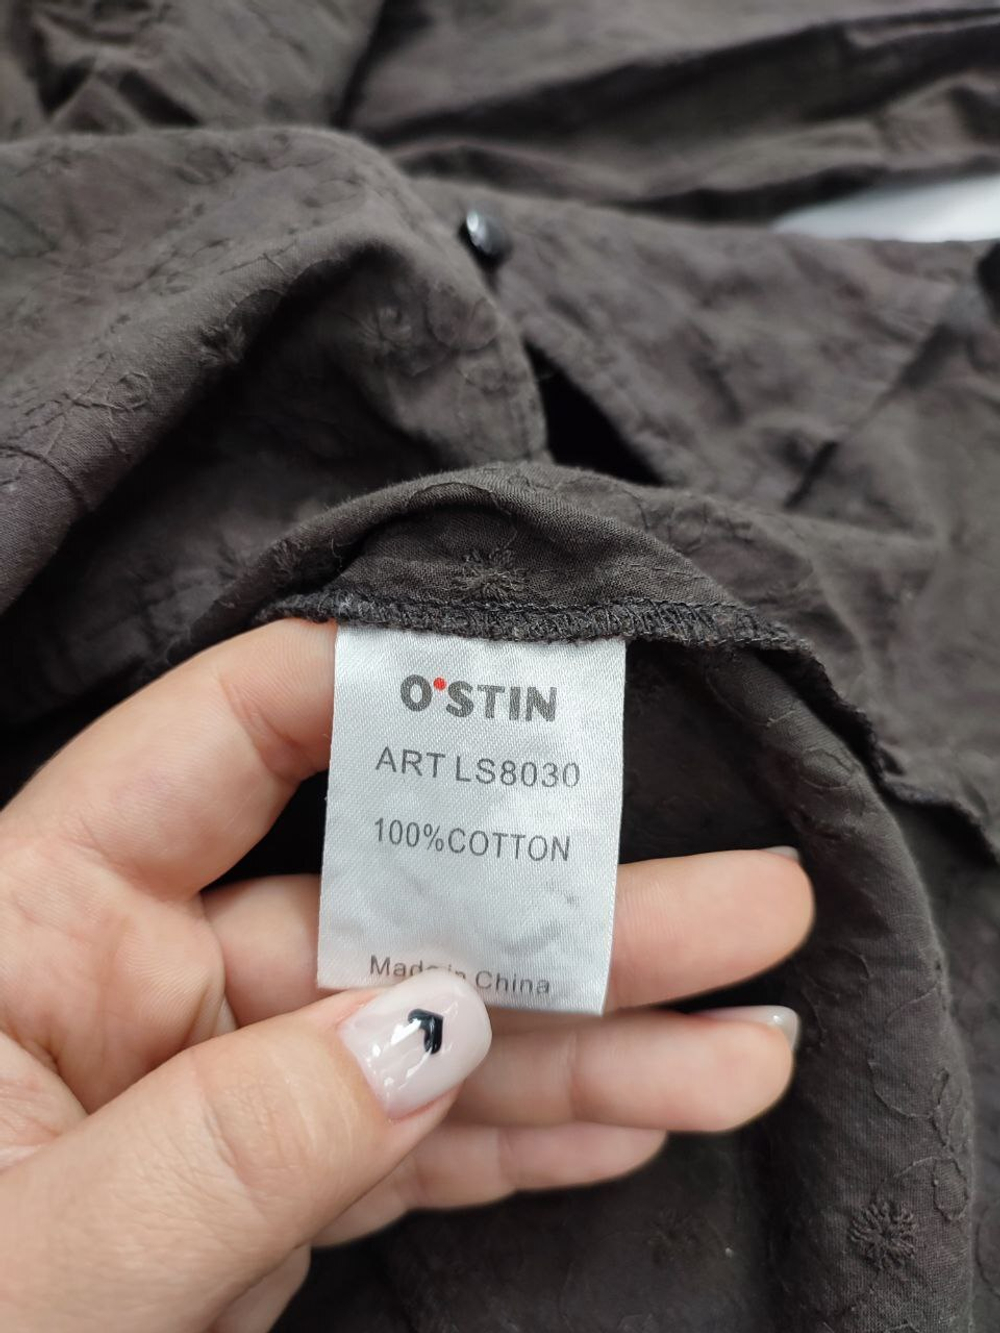 O'STIN
ART LS8030
100%COTTON
Made in China